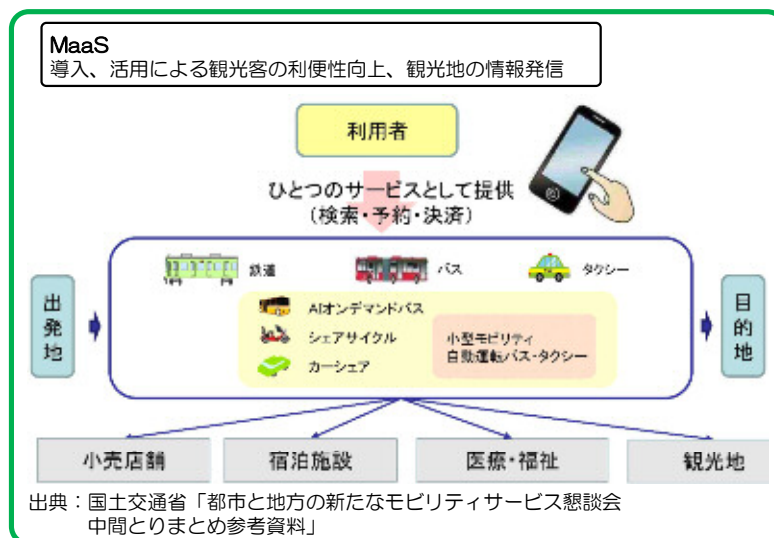 MaaS
導入、活用による観光客の利便性向上、観光地の情報発信
利用者
ひとつのサービスとして提供
(検索・予約・決済)
鉄道
バス
タクシー
出発地
AIオンデマンドバス
シェアサイクル
カーシェア
小型モビリティ
自動運転バス・タクシー
目的地
小売店舗
宿泊施設
医療・福祉
観光地
出典：国土交通省「都市と地方の新たなモビリティサービス懇談会
中間とりまとめ参考資料」